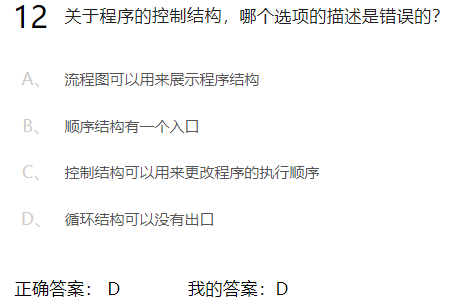 12 关于程序的控制结构，哪个选项的描述是错误的？
A、 流程图可以用来展示程序结构
B、 顺序结构有一个入口
C、 控制结构可以用来更改程序的执行顺序
D、 循环结构可以没有出口
正确答案： D 我的答案：D